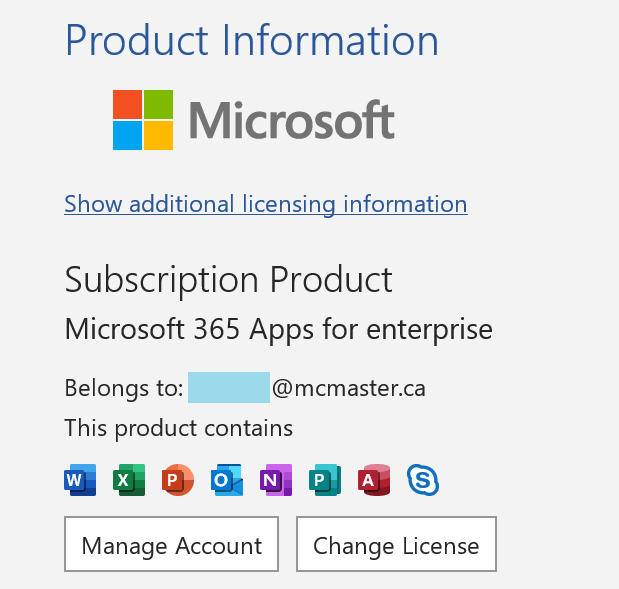 Product Information
Microsoft
Show additional licensing information
Subscription Product
Microsoft 365 Apps for enterprise
Belongs to: @mcmaster.ca
This product contains
W X P O N P A S
Manage Account Change License